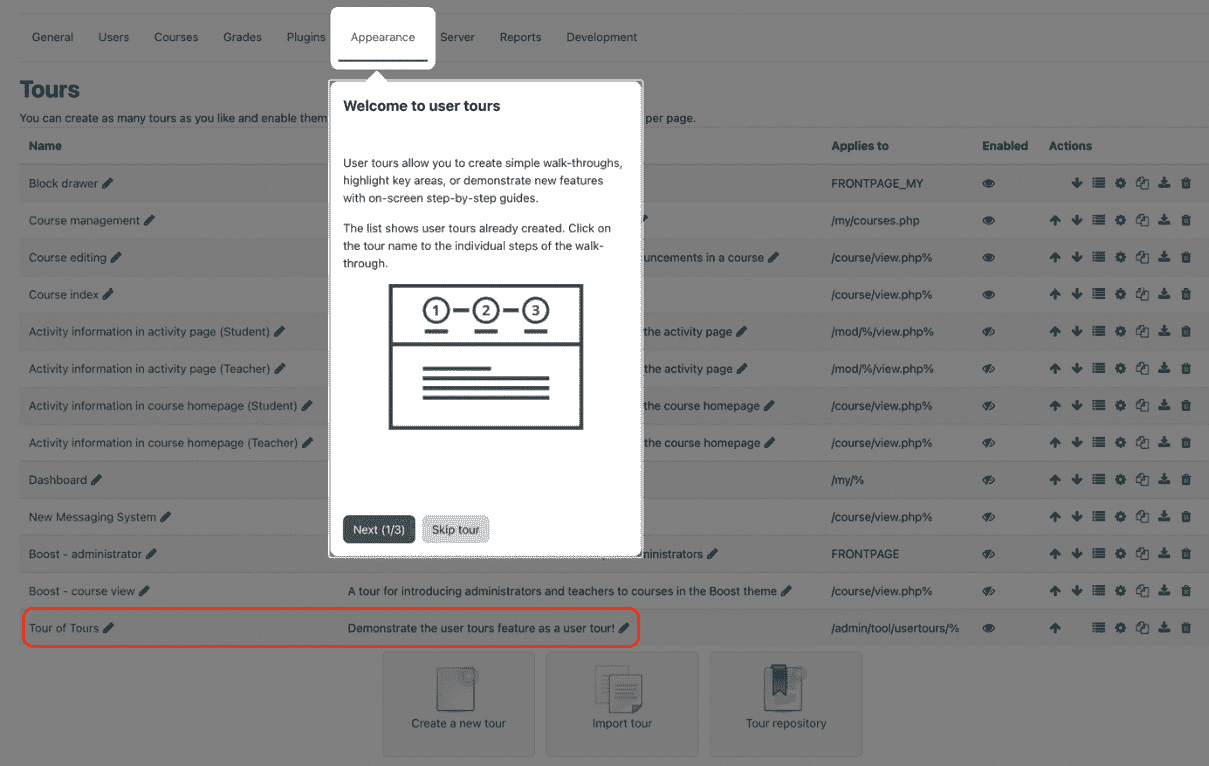 General Users Courses Grades Plugins Appearance Server Reports Development
Tours
You can create as many tours as you like and enable them per page.
Name Applies to Enabled Actions
Welcome to user tours
User tours allow you to create simple walk-throughs,
highlight key areas, or demonstrate new features
with on-screen step-by-step guides.
The list shows user tours already created. Click on
the tour name to the individual steps of the walk-
through.
1 2 3
Next (1/3) Skip tour
Block drawer FRONTPAGE_MY
Course management /my/courses.php
Course editing uncements in a course /course/view.php%
Course index /course/view.php%
Activity information in activity page (Student) the activity page /mod/%/view.php%
Activity information in activity page (Teacher) the activity page /mod/%/view.php%
Activity information in course homepage (Student) the course homepage /course/view.php%
Activity information in course homepage (Teacher) the course homepage /course/view.php%
Dashboard /my/%
New Messaging System /course/view.php%
Boost - administrator ministrators FRONTPAGE
Boost - course view A tour for introducing administrators and teachers to courses in the Boost theme /course/view.php%
Tour of Tours Demonstrate the user tours feature as a user tour! /admin/tool/usertours/%
Create a new tour Import tour Tour repository